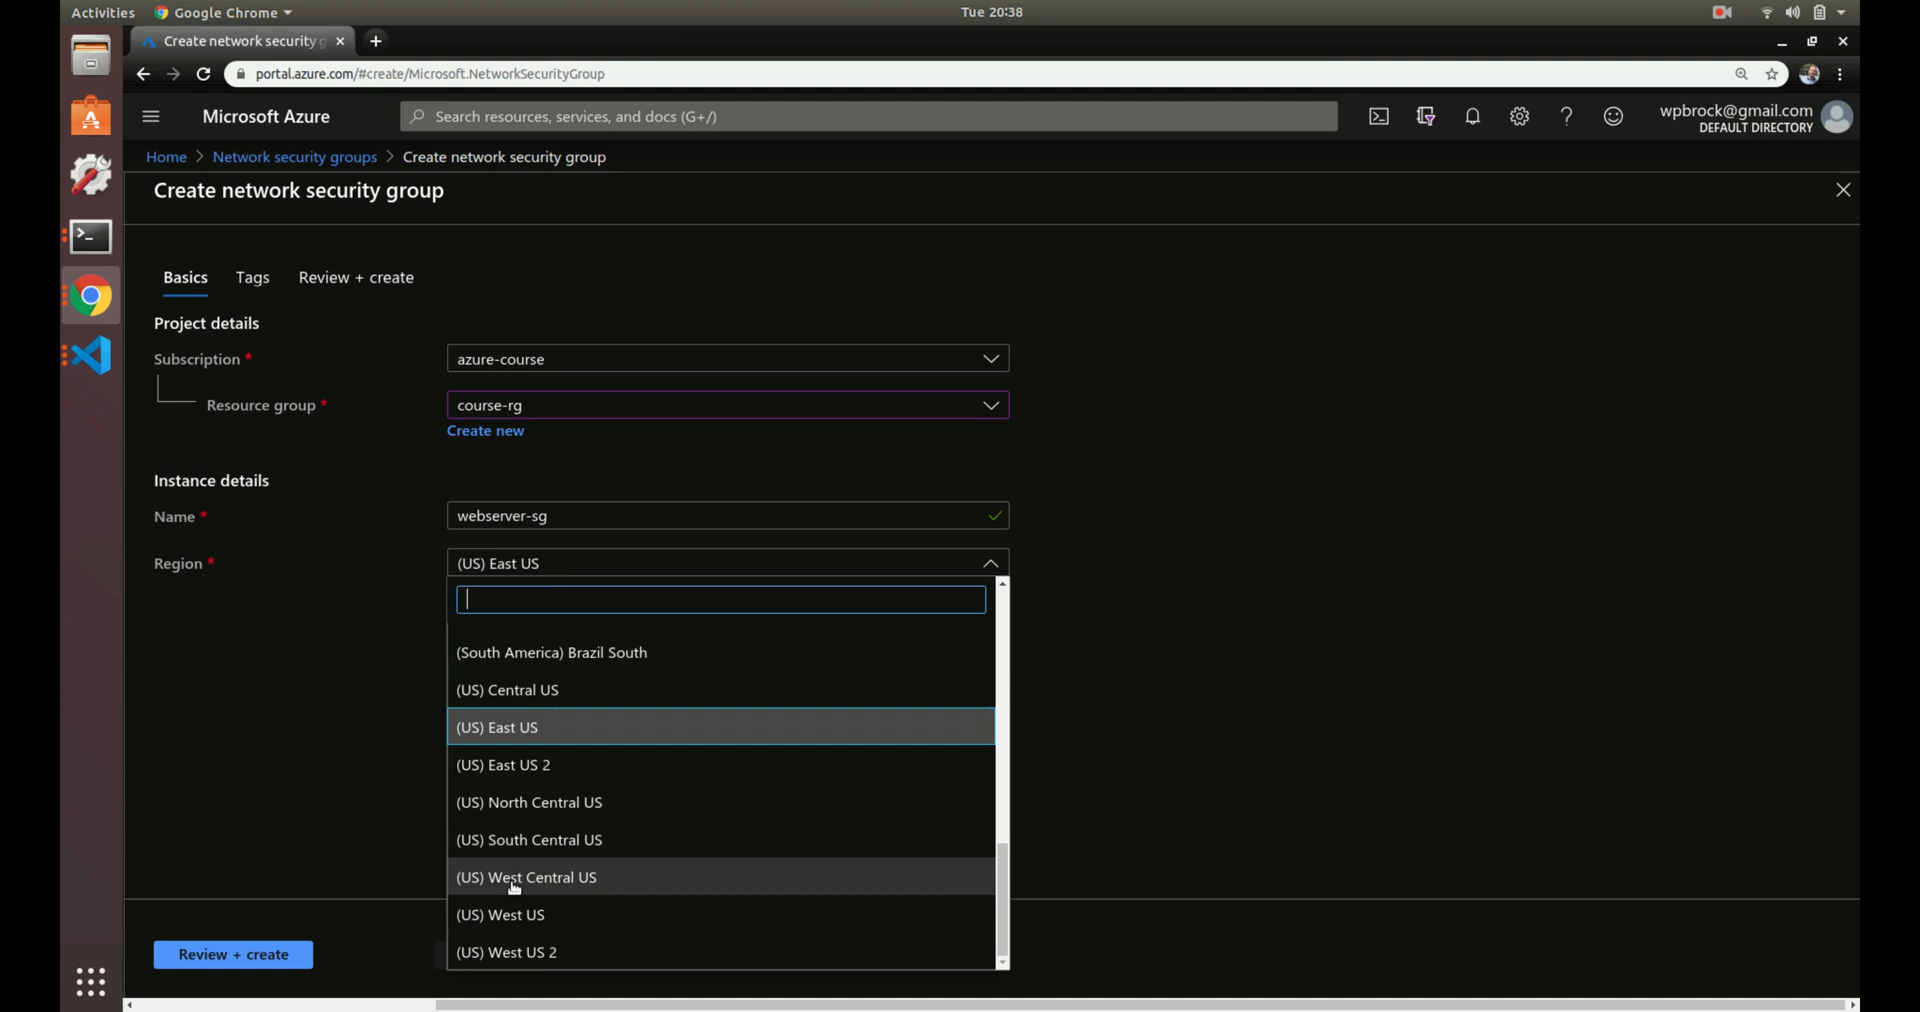 Activities Google Chrome Tue 20:38
Create network security g
portal.azure.com/#create/Microsoft.NetworkSecurityGroup
Microsoft Azure Search resources, services, and docs (G+/) wpbrock@gmail.com
DEFAULT DIRECTORY
Home > Network security groups > Create network security group
Create network security group
Basics Tags Review + create
Project details
Subscription * azure-course
Resource group * course-rg
Create new
Instance details
Name * webserver-sg
Region * (US) East US
(South America) Brazil South
(US) Central US
(US) East US
(US) East US 2
(US) North Central US
(US) South Central US
(US) West Central US
(US) West US
(US) West US 2
Review + create